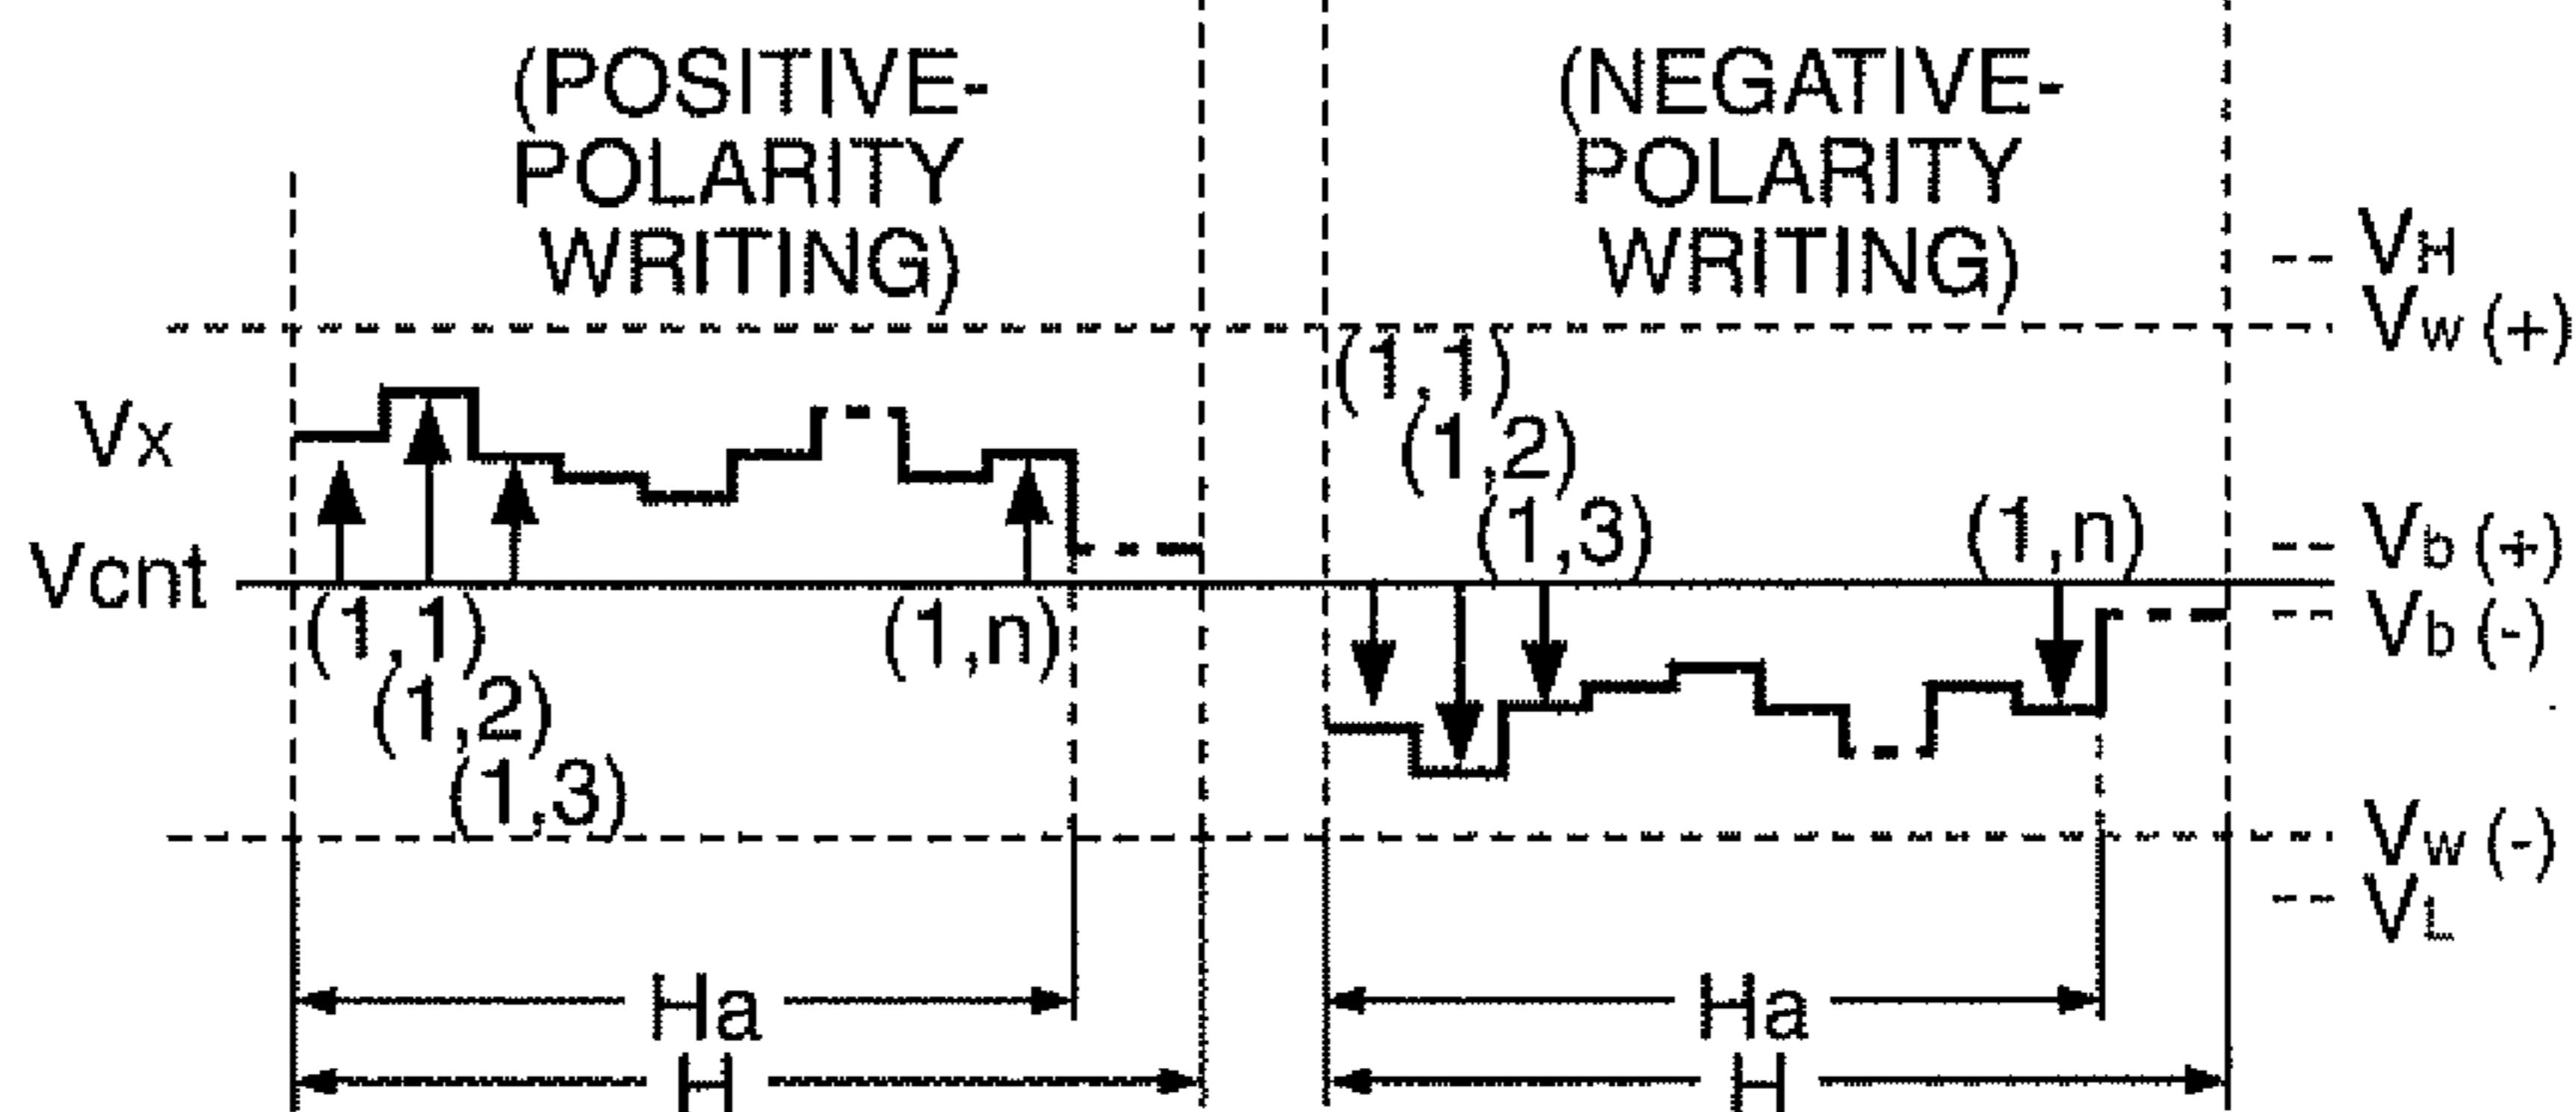 (POSITIVE-
POLARITY
WRITING)
(NEGATIVE-
POLARITY
WRITING)
VH
Vw (+)
Vx
(1,1)
(1,2)
(1,3)
(1,n)
Vb (+)
Vcnt
(1,1)
(1,2)
(1,3)
(1,n)
Vb (-)
Vw (-)
VL
Ha
Ha
H
H